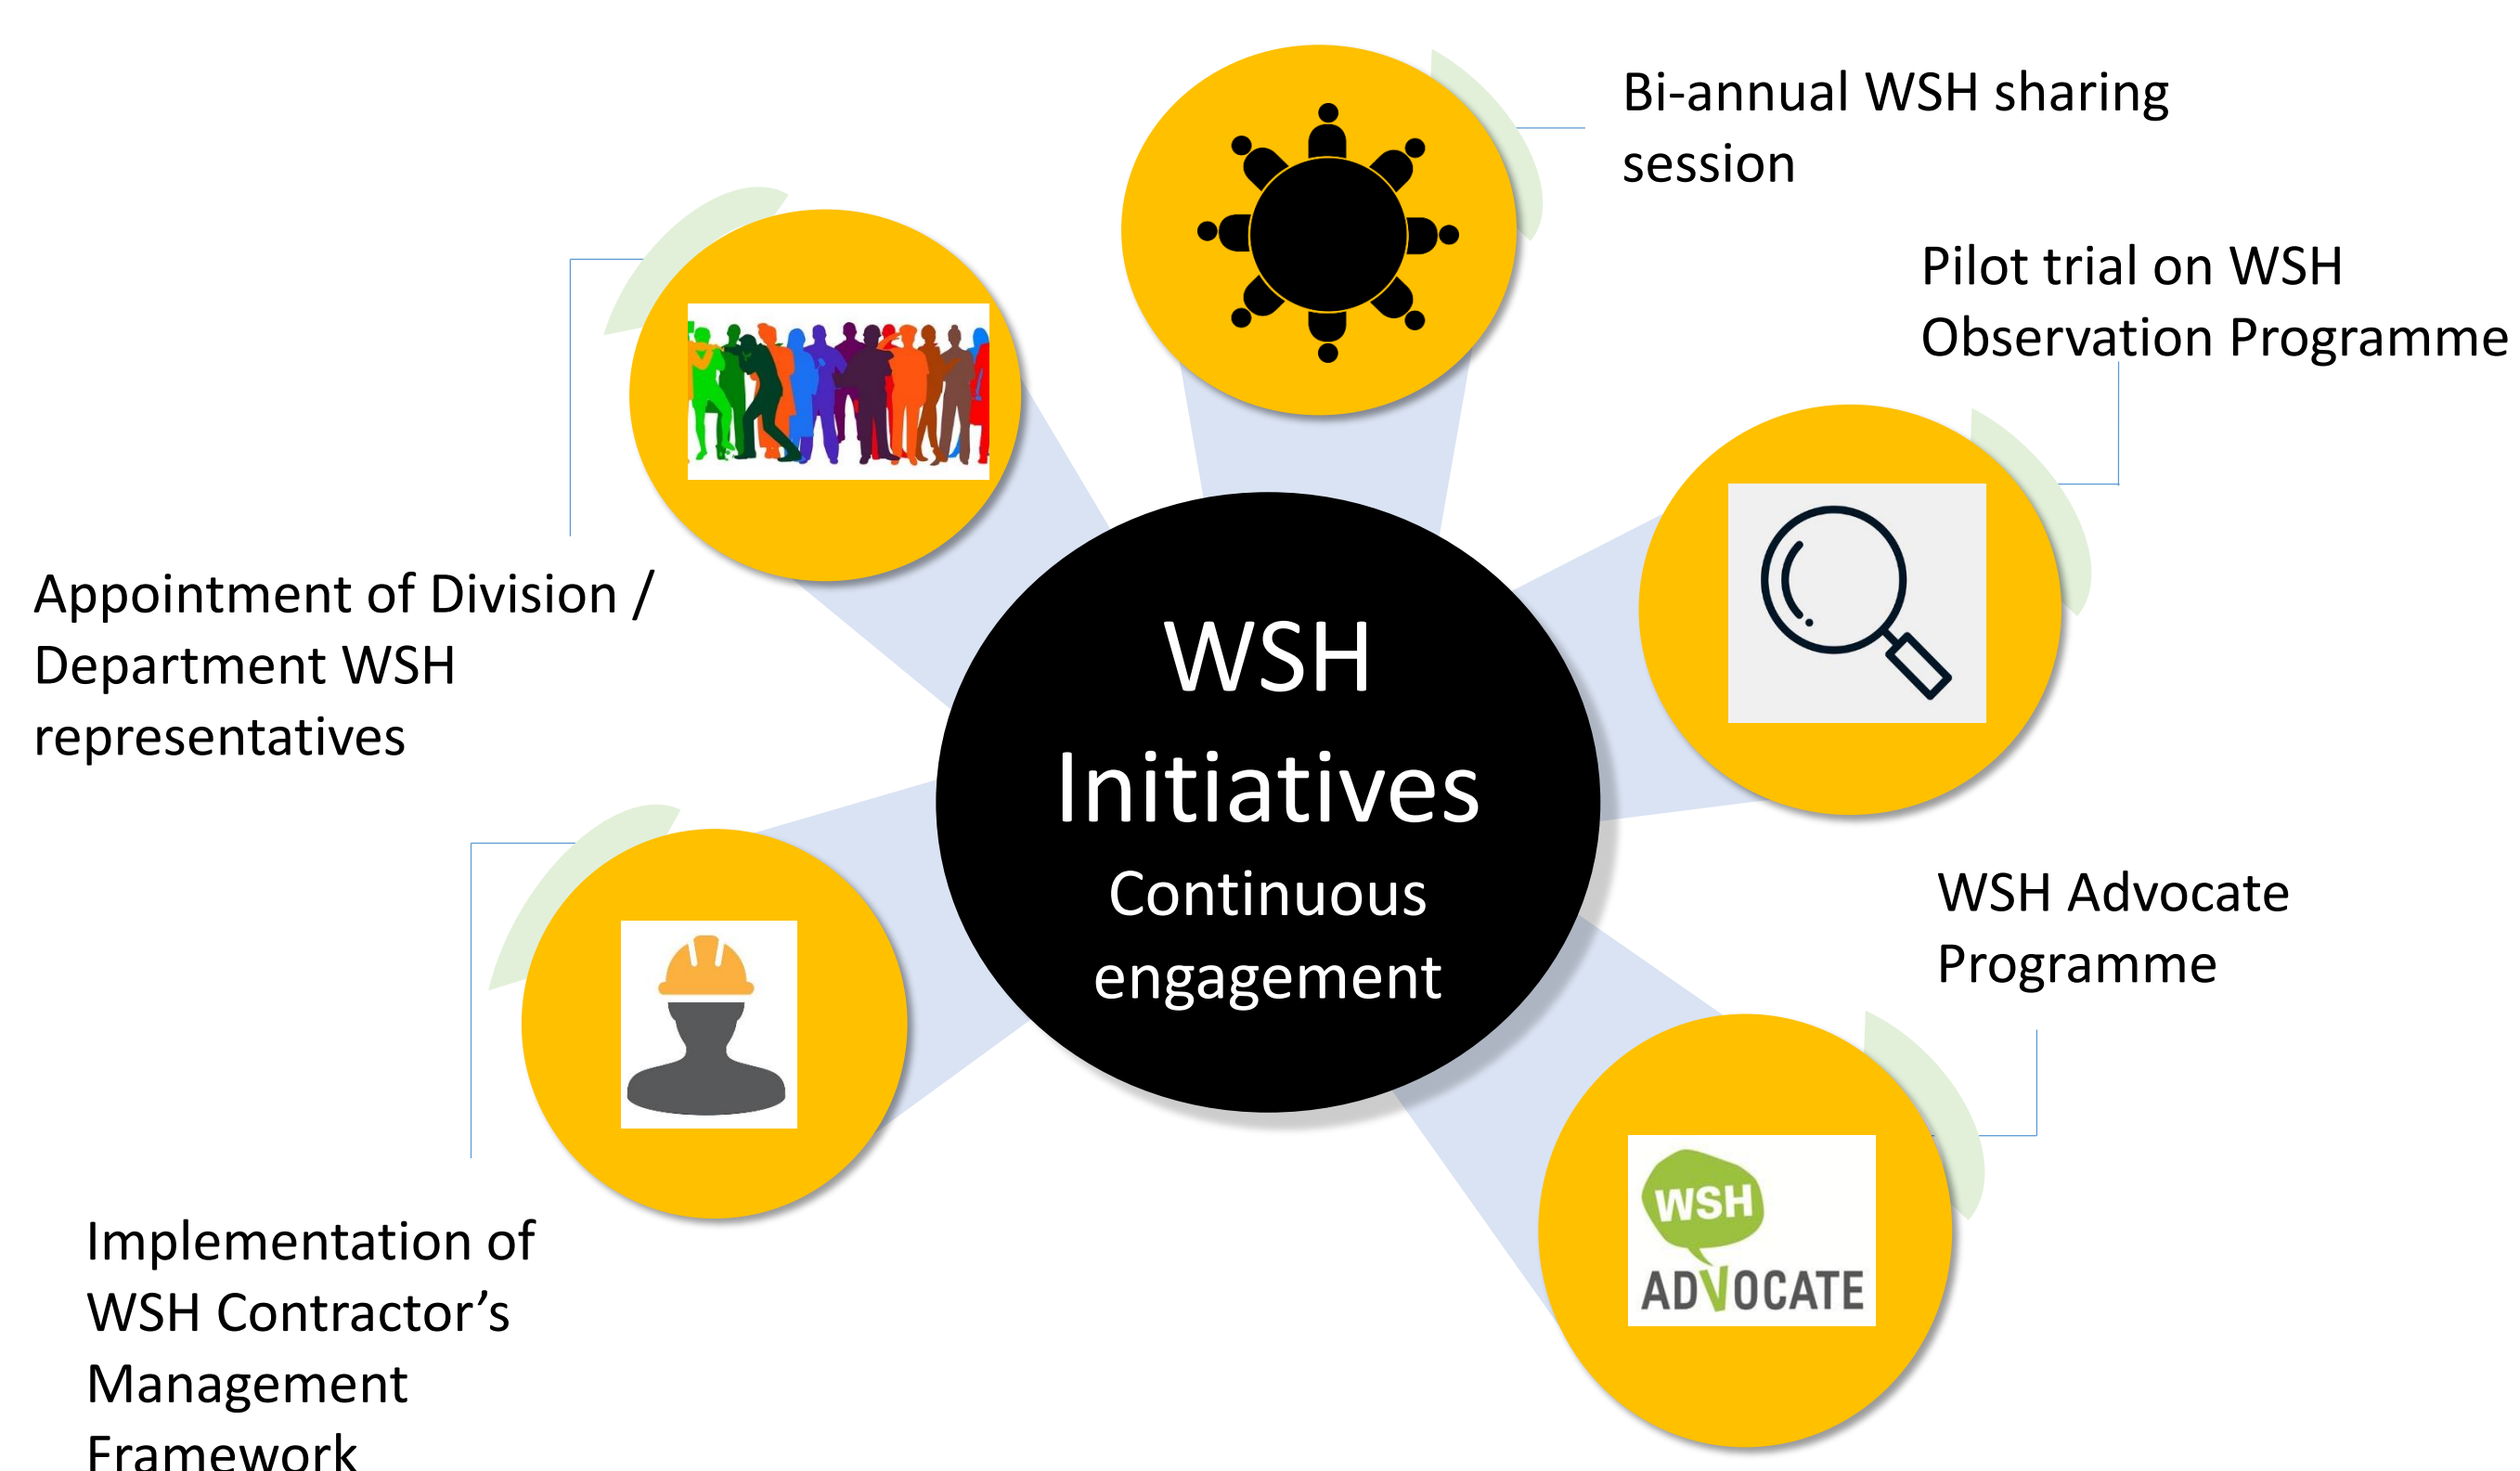 Bi-annual WSH sharing
session
Pilot trial on WSH
Observation Programme
Appointment of Division /
Department WSH
representatives
WSH
Initiatives
Continuous
engagement
WSH Advocate
Programme
WSH
ADVOCATE
Implementation of
WSH Contractor’s
Management
Framework